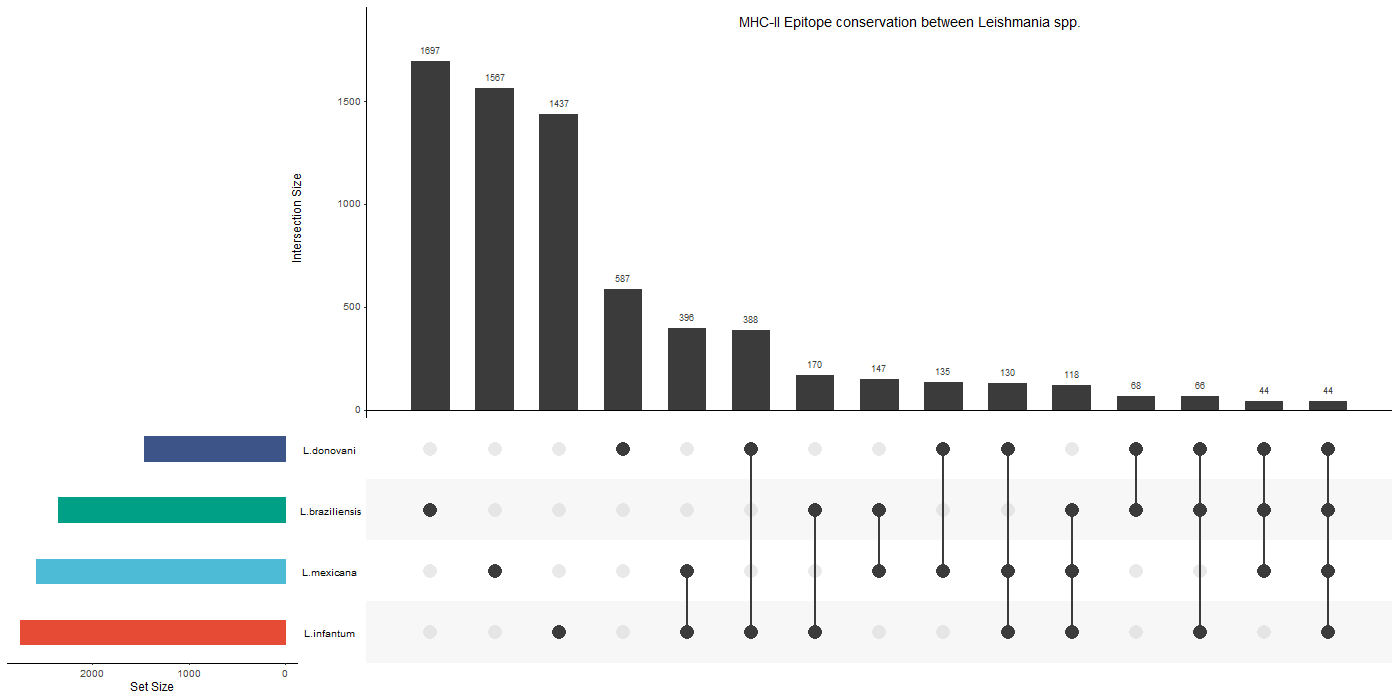 MHC-II Epitope conservation between Leishmania spp.
1697
1567
1437
587
396
388
170
147
135
130
118
68
66
44
44
1500
1000
500
0
Intersection Size
L.donovani
L.braziliensis
L.mexicana
L.infantum
2000 1000 0
Set Size